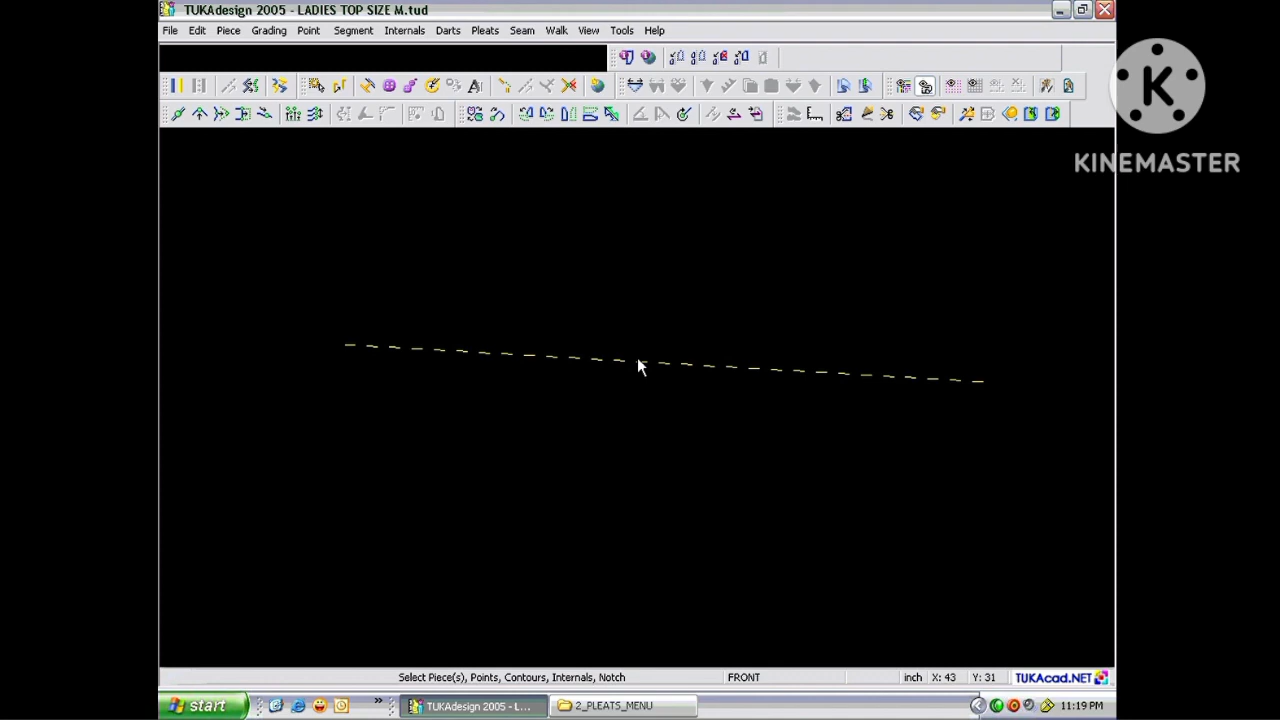 TUKAdesign 2005 - LADIES TOP SIZE M.tud
File Edit Piece Grading Point Segment Internals Darts Pleats Seam Walk View Tools Help
K
KINEMASTER
Select Piece(s), Points, Contours, Internals, Notch FRONT inch X: 43 Y: 31 TUKAcad.NET
start TUKAdesign 2005 - L... 2_PLEATS_MENU 11:19 PM